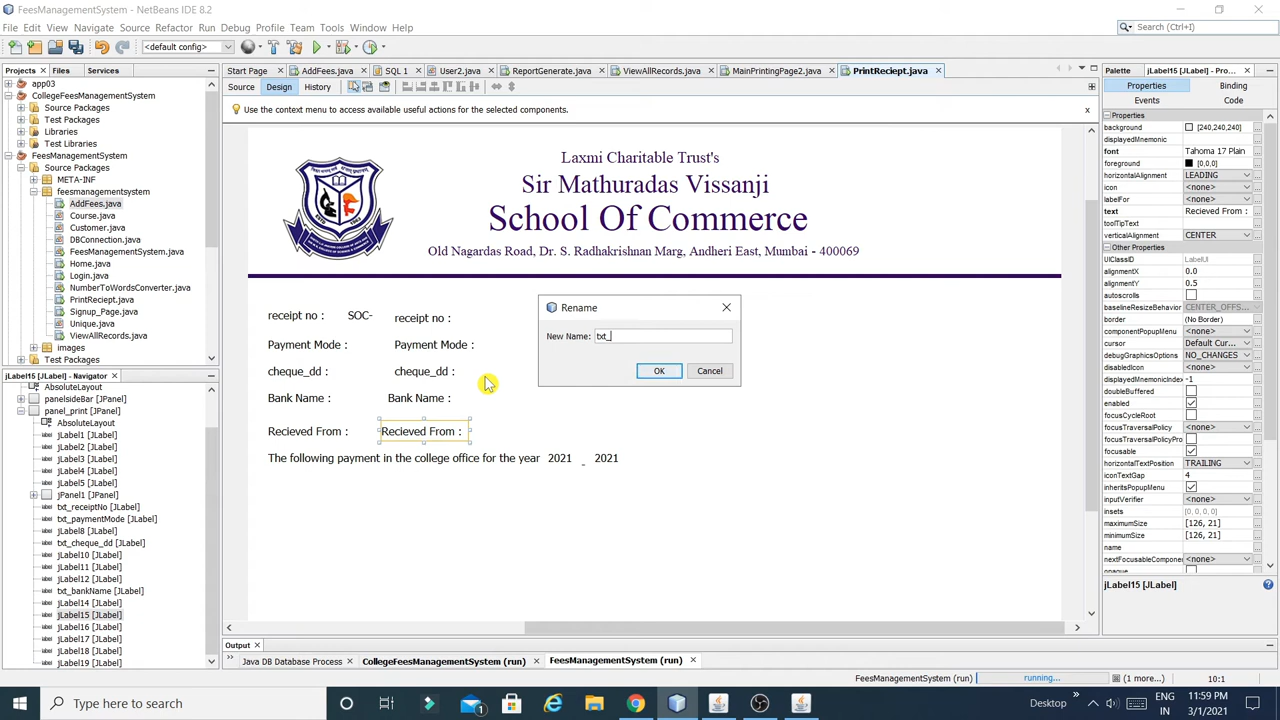 FeesManagementSystem - NetBeans IDE 8.2
File Edit View Navigate Source Refactor Run Debug Profile Team Tools Window Help
Search (Ctrl+I)
<default config>
Projects Files Services
Start Page AddFees.java SQL 1 User2.java ReportGenerate.java ViewAllRecords.java MainPrintingPage2.java PrintReciept.java
Palette jLabel15 [JLabel] - Pro...
Source Design History
Properties Binding
Events Code
Use the context menu to access available useful actions for the selected components.
app03
CollegeFeesManagementSystem
Source Packages
Test Packages
Libraries
Test Libraries
FeesManagementSystem
Source Packages
META-INF
feesmanagementsystem
AddFees.java
Course.java
Customer.java
DBConnection.java
FeesManagementSystem.java
Home.java
Login.java
NumberToWordsConverter.java
PrintReciept.java
Signup_Page.java
Unique.java
ViewAllRecords.java
images
Test Packages
jLabel15 [JLabel] - Navigator
AbsoluteLayout
panelsideBar [JPanel]
panel_print [JPanel]
AbsoluteLayout
jLabel1 [JLabel]
jLabel2 [JLabel]
jLabel3 [JLabel]
jLabel4 [JLabel]
jLabel5 [JLabel]
jPanel1 [JPanel]
txt_receiptNo [JLabel]
txt_paymentMode [JLabel]
jLabel8 [JLabel]
txt_cheque_dd [JLabel]
jLabel10 [JLabel]
jLabel11 [JLabel]
jLabel12 [JLabel]
txt_bankName [JLabel]
jLabel14 [JLabel]
jLabel15 [JLabel]
jLabel16 [JLabel]
jLabel17 [JLabel]
jLabel18 [JLabel]
jLabel19 [JLabel]
Laxmi Charitable Trust's
Sir Mathuradas Vissanji
School Of Commerce
Old Nagardas Road, Dr. S. Radhakrishnan Marg, Andheri East, Mumbai - 400069
receipt no : SOC- receipt no :
Payment Mode : Payment Mode :
cheque_dd : cheque_dd :
Bank Name : Bank Name :
Recieved From : Recieved From :
The following payment in the college office for the year 2021 - 2021
Rename
New Name: txt_
OK Cancel
Properties
background [240,240,240]
displayedMnemonic
font Tahoma 17 Plain
foreground [0,0,0]
horizontalAlignment LEADING
icon <none>
labelFor <none>
text Recieved From :
toolTipText
verticalAlignment CENTER
Other Properties
UIClassID LabelUI
alignmentX 0.0
alignmentY 0.5
autoscrolls
baselineResizeBehavior CENTER_OFFS...
border (No Border)
componentPopupMenu <none>
cursor Default Cur...
debugGraphicsOptions NO_CHANGES
disabledIcon <none>
displayedMnemonicIndex -1
enabled
focusCycleRoot
focusTraversalPolicy
focusTraversalPolicyPro
focusable
horizontalTextPosition TRAILING
iconTextGap 4
inheritsPopupMenu
inputVerifier <none>
insets [0, 0, 0, 0]
maximumSize [126, 21]
minimumSize [126, 21]
name
nextFocusableComponent <none>
opaque
jLabel15 [JLabel]
Output
Java DB Database Process CollegeFeesManagementSystem (run) FeesManagementSystem (run)
FeesManagementSystem (run) running... (1 more...) 10:1
Type here to search
Desktop
ENG
IN
11:59 PM
3/1/2021